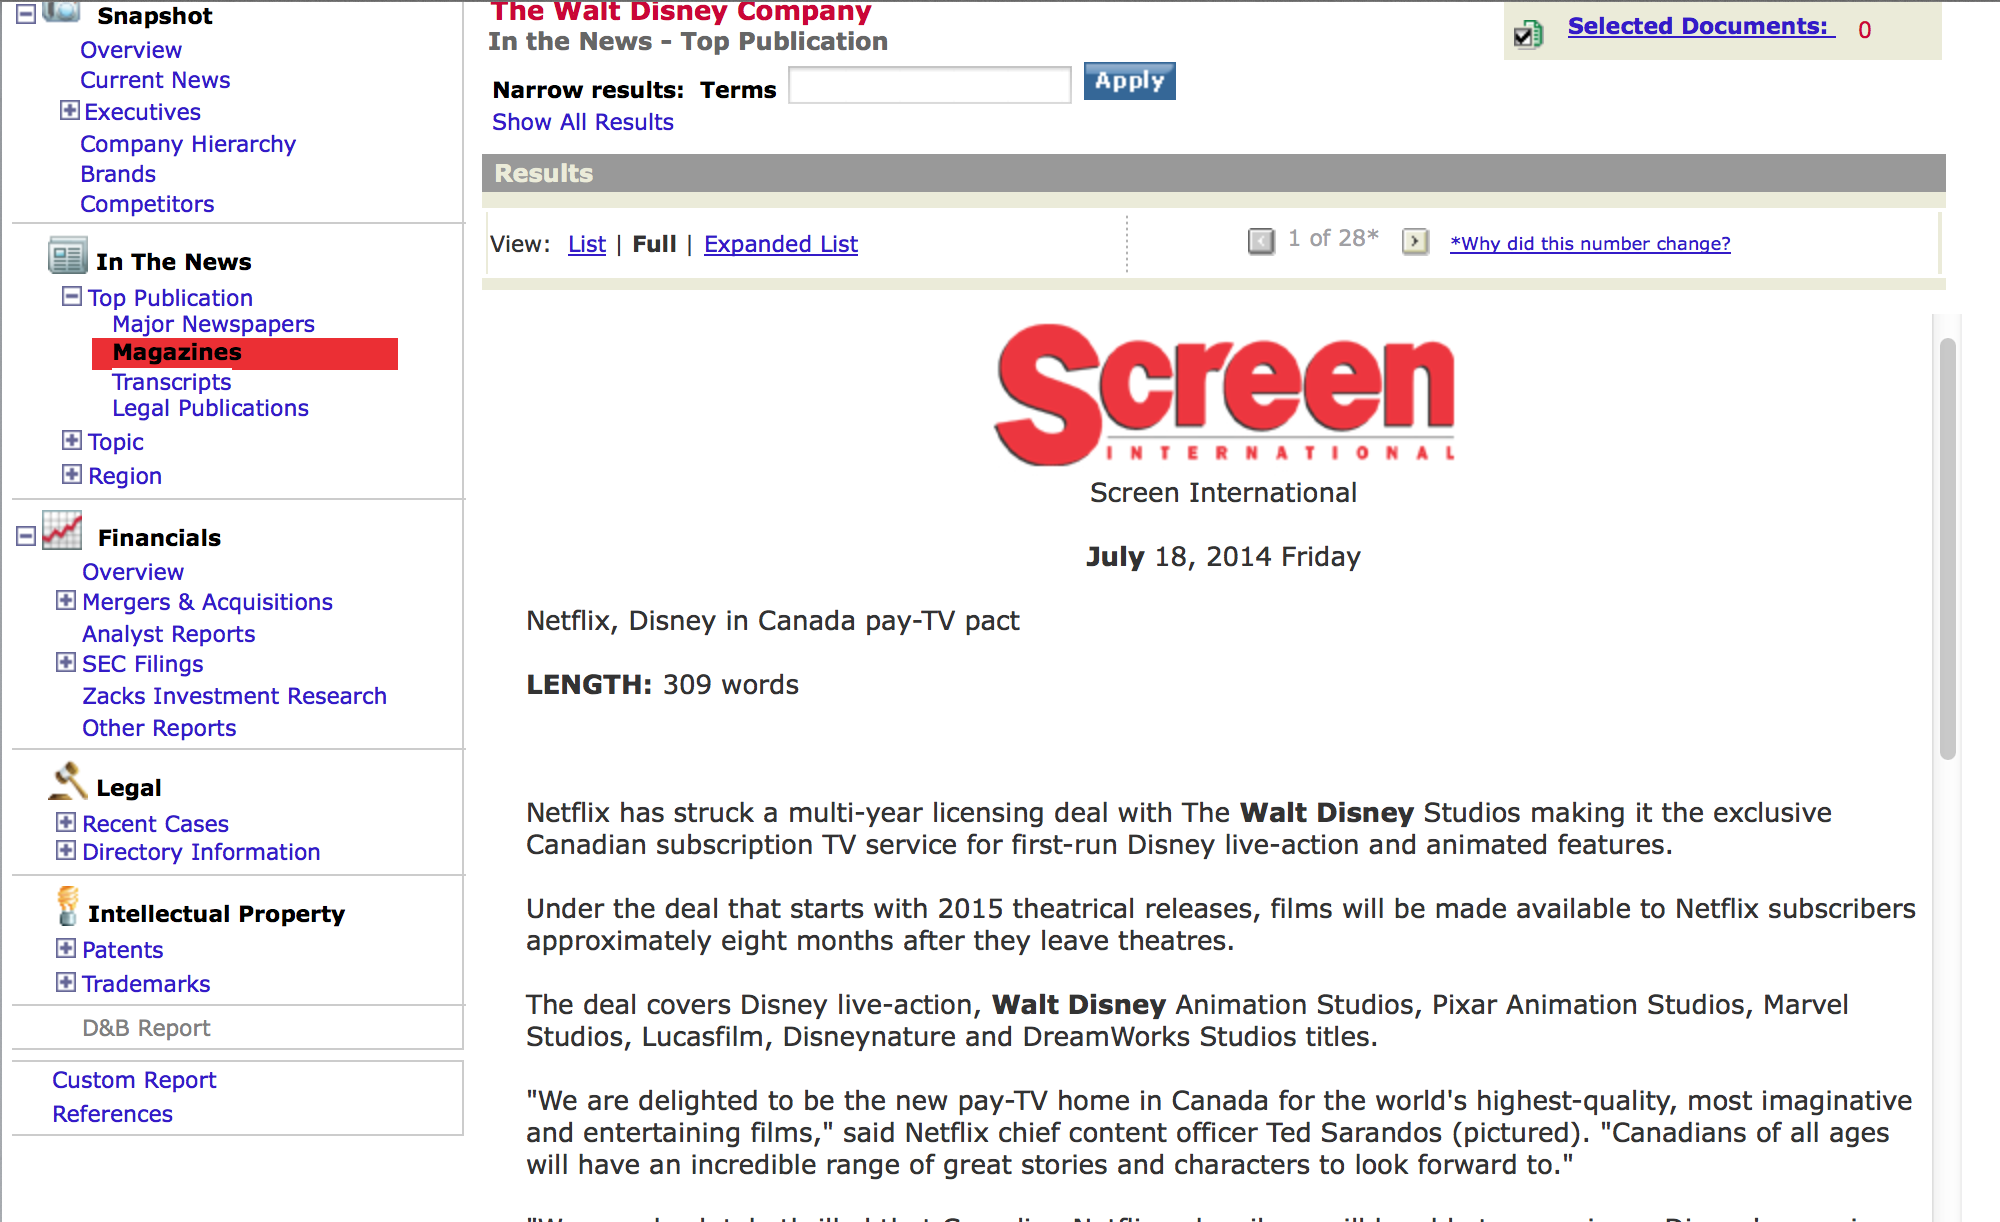 Snapshot
Overview
Current News
Executives
Company Hierarchy
Brands
Competitors
In The News
Top Publication
Major Newspapers
Magazines
Transcripts
Legal Publications
Topic
Region
Financials
Overview
Mergers & Acquisitions
Analyst Reports
SEC Filings
Zacks Investment Research
Other Reports
Legal
Recent Cases
Directory Information
Intellectual Property
Patents
Trademarks
D&B Report
Custom Report
References
The Walt Disney Company
In the News - Top Publication
Selected Documents: 0
Narrow results: Terms Apply
Show All Results
Results
View: List | Full | Expanded List 1 of 28* *Why did this number change?
Screen
INTERNATIONAL
Screen International
July 18, 2014 Friday
Netflix, Disney in Canada pay-TV pact
LENGTH: 309 words
Netflix has struck a multi-year licensing deal with The Walt Disney Studios making it the exclusive
Canadian subscription TV service for first-run Disney live-action and animated features.
Under the deal that starts with 2015 theatrical releases, films will be made available to Netflix subscribers
approximately eight months after they leave theatres.
The deal covers Disney live-action, Walt Disney Animation Studios, Pixar Animation Studios, Marvel
Studios, Lucasfilm, Disneynature and DreamWorks Studios titles.
"We are delighted to be the new pay-TV home in Canada for the world's highest-quality, most imaginative
and entertaining films," said Netflix chief content officer Ted Sarandos (pictured). "Canadians of all ages
will have an incredible range of great stories and characters to look forward to."